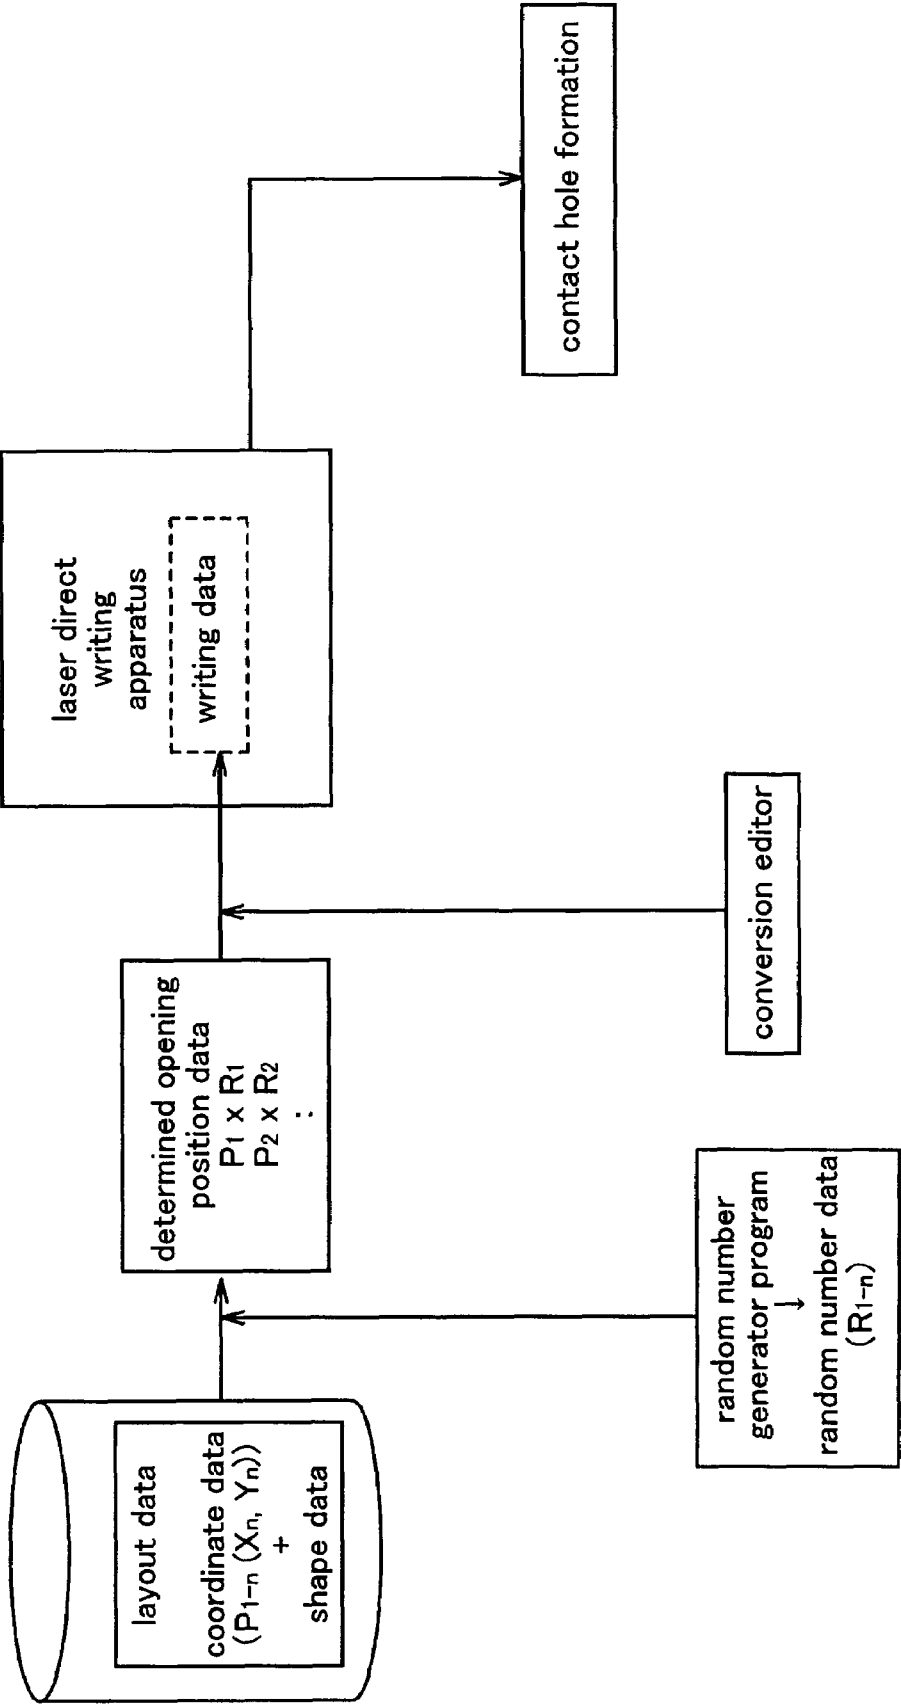 layout data
coordinate data
(P1-n (Xn, Yn))
+
shape data
random number
generator program
↓
random number data
(R1-n)
determined opening
position data
P1 x R1
P2 x R2
:
conversion editor
laser direct
writing
apparatus
writing data
contact hole formation